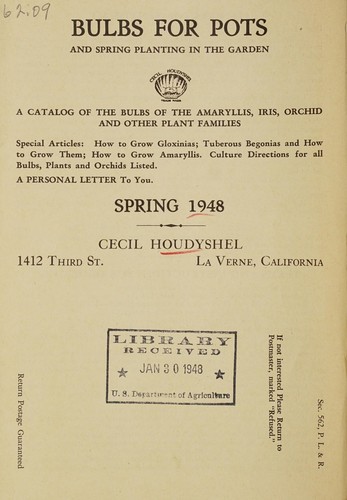 62.09
BULBS FOR POTS
AND SPRING PLANTING IN THE GARDEN
CECIL HOUDYSHEL
TRADE MARK
A CATALOG OF THE BULBS OF THE AMARYLLIS, IRIS, ORCHID
AND OTHER PLANT FAMILIES
Special Articles: How to Grow Gloxinias; Tuberous Begonias and How
to Grow Them; How to Grow Amaryllis. Culture Directions for all
Bulbs, Plants and Orchids Listed.
A PERSONAL LETTER To You.
SPRING 1948
CECIL HOUDYSHEL
1412 THIRD ST. LA VERNE, CALIFORNIA
LIBRARY
RECEIVED
★ JAN 30 1948 ★
U. S. Department of Agriculture
Return Postage Guaranteed
If not interested Please Return to
Postmaster, marked "Refused."
Sec. 562, P. L. & R.